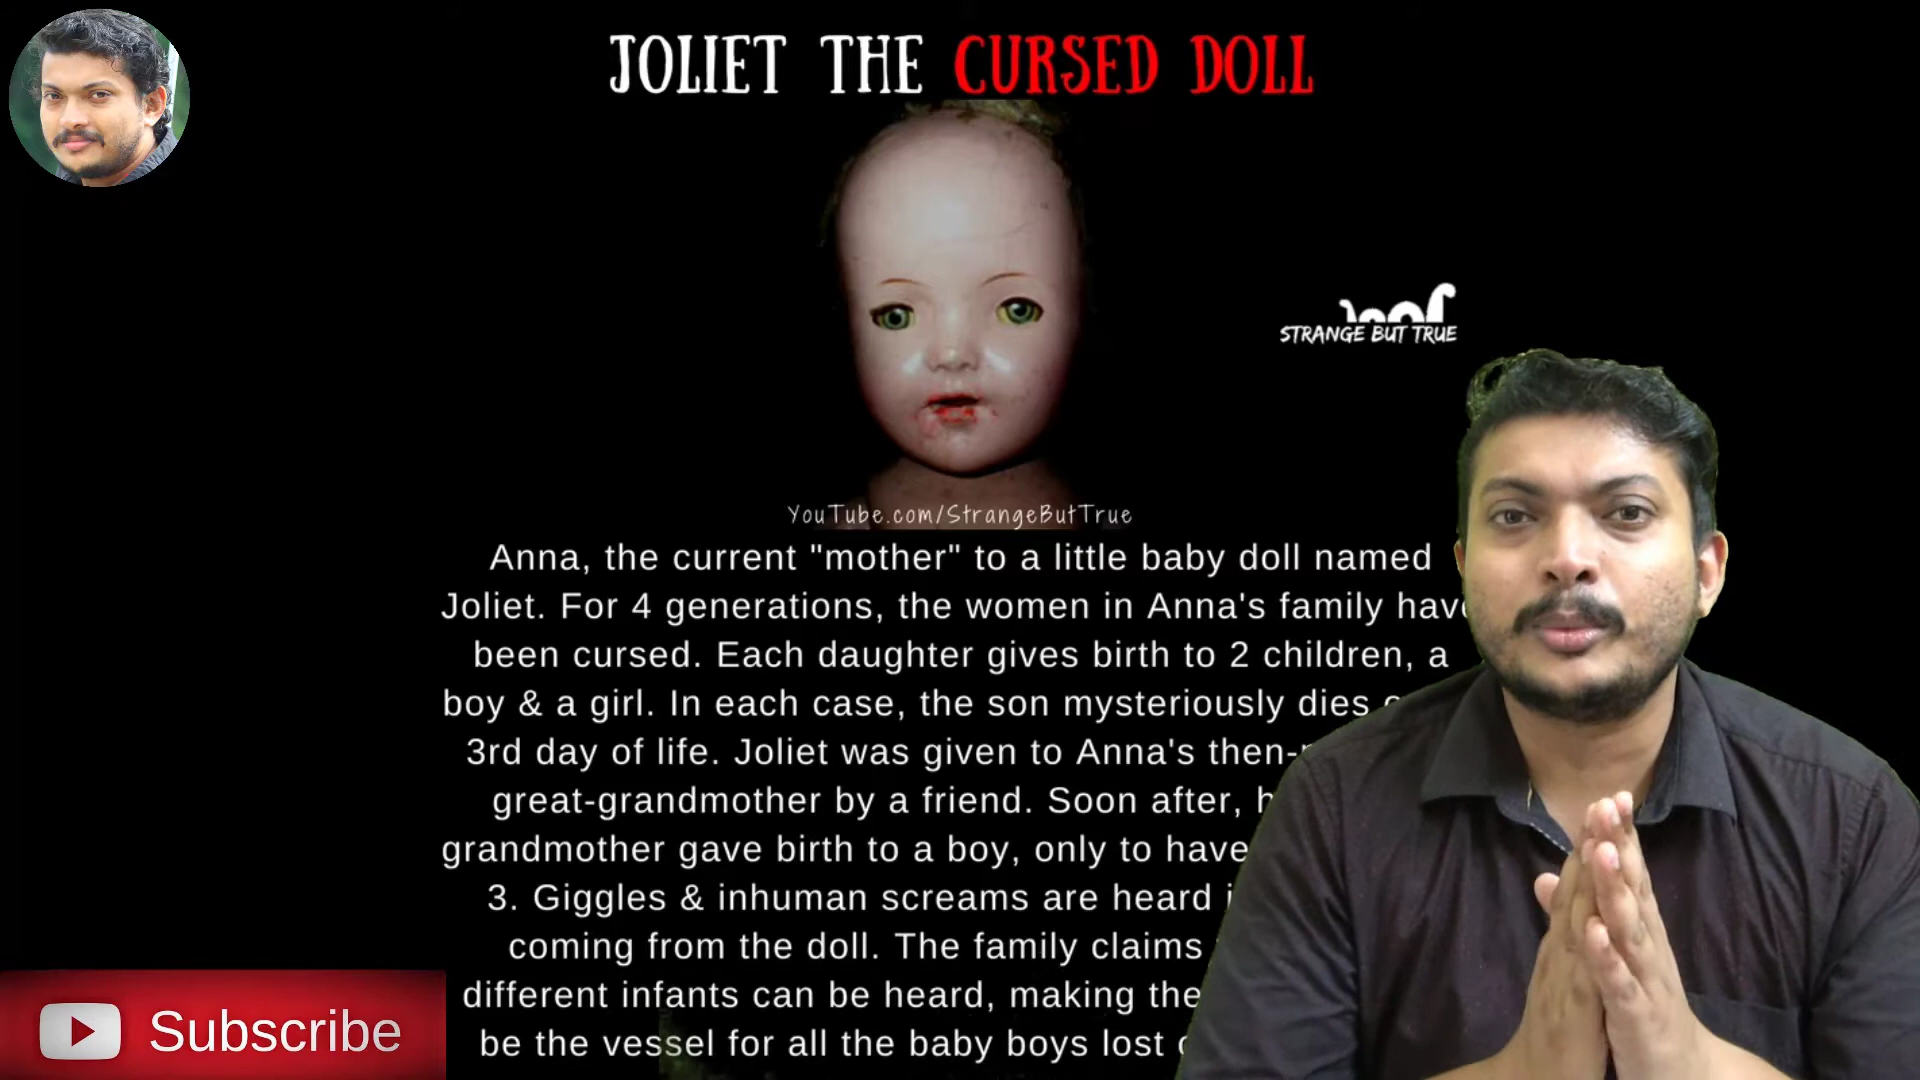 JOLIET THE CURSED DOLL
STRANGE BUT TRUE
YouTube.com/StrangeButTrue
Anna, the current "mother" to a little baby doll named
Joliet. For 4 generations, the women in Anna's family have
been cursed. Each daughter gives birth to 2 children, a
boy & a girl. In each case, the son mysteriously dies
3rd day of life. Joliet was given to Anna's
great-grandmother by a friend. Soon after,
grandmother gave birth to a boy, only to have
3. Giggles & inhuman screams are heard
coming from the doll. The family claims
different infants can be heard, making the
be the vessel for all the baby boys lost
Subscribe